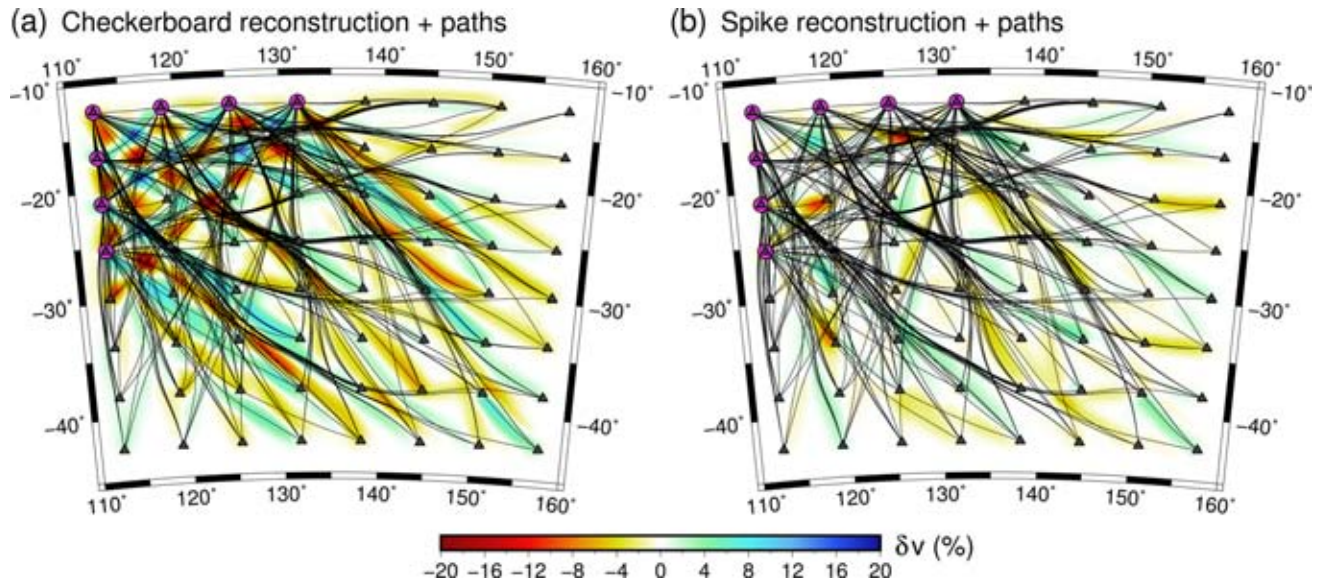 (a) Checkerboard reconstruction + paths
(b) Spike reconstruction + paths
110˚ 120˚ 130˚ 140˚ 150˚ 160˚
110˚ 120˚ 130˚ 140˚ 150˚ 160˚
−10˚ −10˚ −10˚ −10˚
−20˚ −20˚ −20˚ −20˚
−30˚ −30˚ −30˚ −30˚
−40˚ −40˚ −40˚ −40˚
110˚ 120˚ 130˚ 140˚ 150˚ 160˚
110˚ 120˚ 130˚ 140˚ 150˚ 160˚
δv (%)
−20 −16 −12 −8 −4 0 4 8 12 16 20